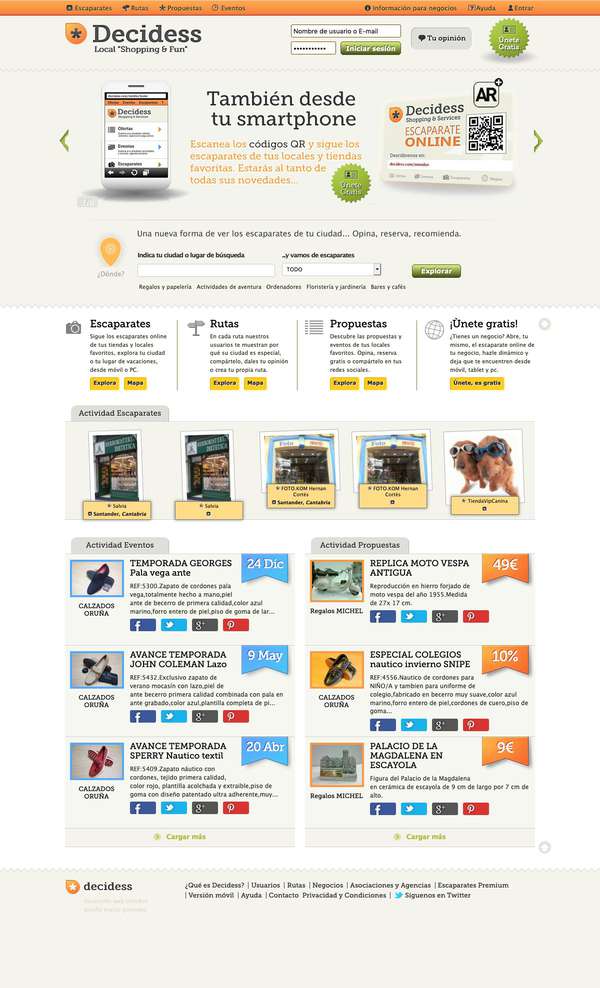 Escaparates Rutas Propuestas Eventos Información para negocios Ayuda Entrar
Decidess
Local "Shopping & Fun"
Nombre de usuario o E-mail
Iniciar sesión
Tu opinión
Únete
Gratis
También desde
tu smartphone
Escanea los códigos QR y sigue los
escaparates de tus locales y tiendas
favoritas. Estarás al tanto de
todas sus novedades...
Únete
Gratis
Decidess
Shopping & Services
Ofertas
Eventos
Escaparates
AR
Decidess
Shopping & Services
ESCAPARATE
ONLINE
Una nueva forma de ver los escaparates de tu ciudad... Opina, reserva, recomienda.
¿Dónde?
Indica tu ciudad o lugar de búsqueda
...y vamos de escaparates
TODO
Explorar
Regalos y papelería Actividades de aventura Ordenadores Floristería y jardinería Bares y cafés
Escaparates
Sigue los escaparates online
de tus tiendas y locales
favoritos, explora tu ciudad
o tu lugar de vacaciones,
desde móvil o PC.
Explora Mapa
Rutas
En cada ruta nuestros
usuarios te muestran por
qué su ciudad es especial,
compártelo, dales tu opinión
o crea tu propia ruta.
Explora Mapa
Propuestas
Descubre las propuestas y
eventos de tus locales
favoritos. Opina, reserva
gratis o compártelo en tus
redes sociales.
Explora Mapa
¡Únete gratis!
¿Tienes un negocio? Abre, tu
mismo, el escaparate online de
tu negocio, hazle dinámico y
deja que te encuentren desde
móvil, tablet y pc.
Únete, es gratis
Actividad Escaparates
Salvia
Santander, Cantabria
Salvia
Santander, Cantabria
FOTO.KOM Hernan
Cortés
FOTO.KOM Hernan
Cortés
TiendaVipCanina
Actividad Eventos
CALZADOS
ORUÑA
TEMPORADA GEORGES
Pala vega ante
24 Dic
REF:5300.Zapato de cordones pala
vega,totalmente hecho a mano,piel
ante de becerro de primera calidad,color azul
marino,forro entero de piel,piso de goma de lar...
CALZADOS
ORUÑA
AVANCE TEMPORADA
JOHN COLEMAN Lazo
9 May
REF:5432.Exclusivo zapato de
verano mocasín con lazo,piel de
ante becerro primera calidad combinada con pala en
ante grabado,color azul,plantilla completa de pi...
CALZADOS
ORUÑA
AVANCE TEMPORADA
SPERRY Nautico textil
20 Abr
REF:5409.Zapato náutico con
cordones, tejido primera calidad,
color rojo, plantilla acolchada y extraible,piso de
goma con diseño patentado ultra adherente,muy...
Cargar más
Actividad Propuestas
Regalos MICHEL
REPLICA MOTO VESPA
ANTIGUA
49€
Reproducción en hierro forjado de
moto vespa del año 1955.Medida
de 27x 17 cm.
CALZADOS
ORUÑA
ESPECIAL COLEGIOS
nautico invierno SNIPE
10%
REF:4556.Nautico de cordones para
NIÑO/A y tambien para uniforme de
colegio,fabricado en becerro muy suave,color azul
marino,forro entero de piel,cordones de cuero,piso de
goma...
Regalos MICHEL
PALACIO DE LA
MAGDALENA EN
ESCAYOLA
9€
Figura del Palacio de la Magdalena
en cerámica de escayola de 9 cm de largo por 7 cm de
alto.
Cargar más
decidess
¿Qué es Decidess? | Usuarios | Rutas | Negocios | Asociaciones y Agencias | Escaparates Premium
| Versión móvil | Ayuda | Contacto Privacidad y Condiciones | Síguenos en Twitter